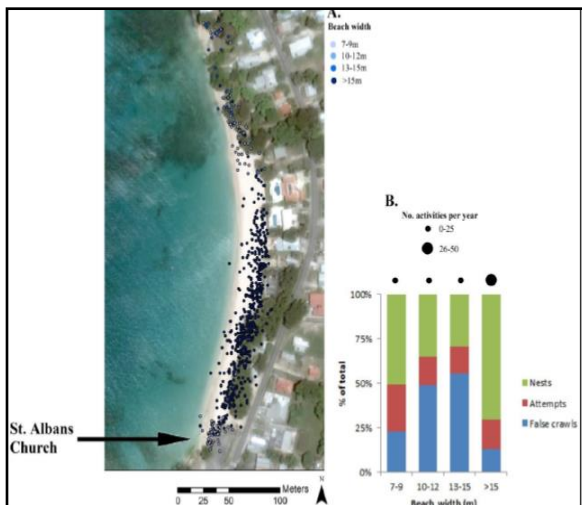 A.
Beach width
7-9m
10-12m
13-15m
>15m
B.
No. activities per year
0-25
26-50
100%
75%
50%
25%
0%
% of total
Nests
Attempts
False crawls
7-9 10-12 13-15 >15
Beach width (m)
St. Albans
Church
N
Meters
0 25 50 100